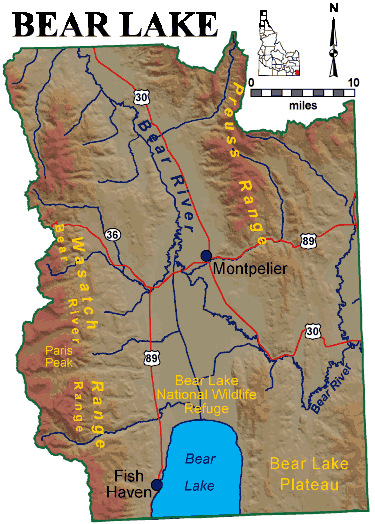 BEAR LAKE
N
0 10
miles
30
Bear River
Preuss Range
36
89
Montpelier
Wasatch Range
Bear River Range
Paris
Peak
30
89
Bear River
Bear Lake
National Wildlife
Refuge
Bear
Lake
Fish
Haven
Bear Lake
Plateau